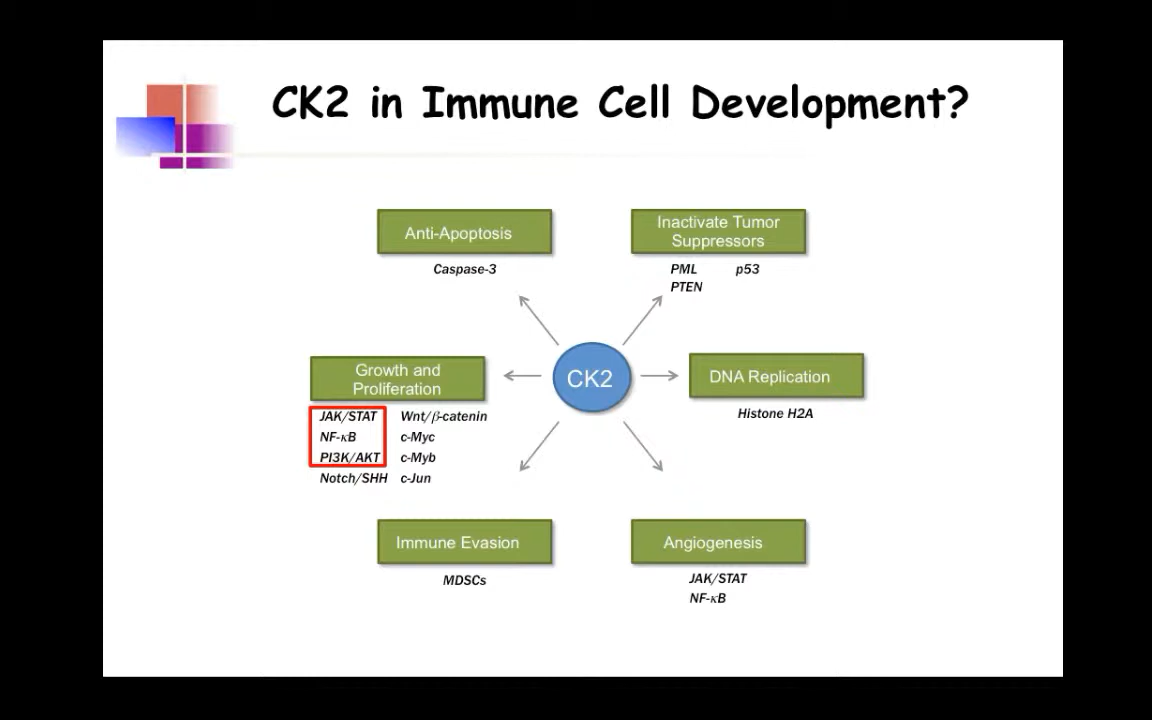 CK2 in Immune Cell Development?
Anti-Apoptosis
Caspase-3
Inactivate Tumor
Suppressors
PML p53
PTEN
Growth and
Proliferation
JAK/STAT Wnt/β-catenin
NF-κB c-Myc
PI3K/AKT c-Myb
Notch/SHH c-Jun
CK2
DNA Replication
Histone H2A
Immune Evasion
MDSCs
Angiogenesis
JAK/STAT
NF-κB